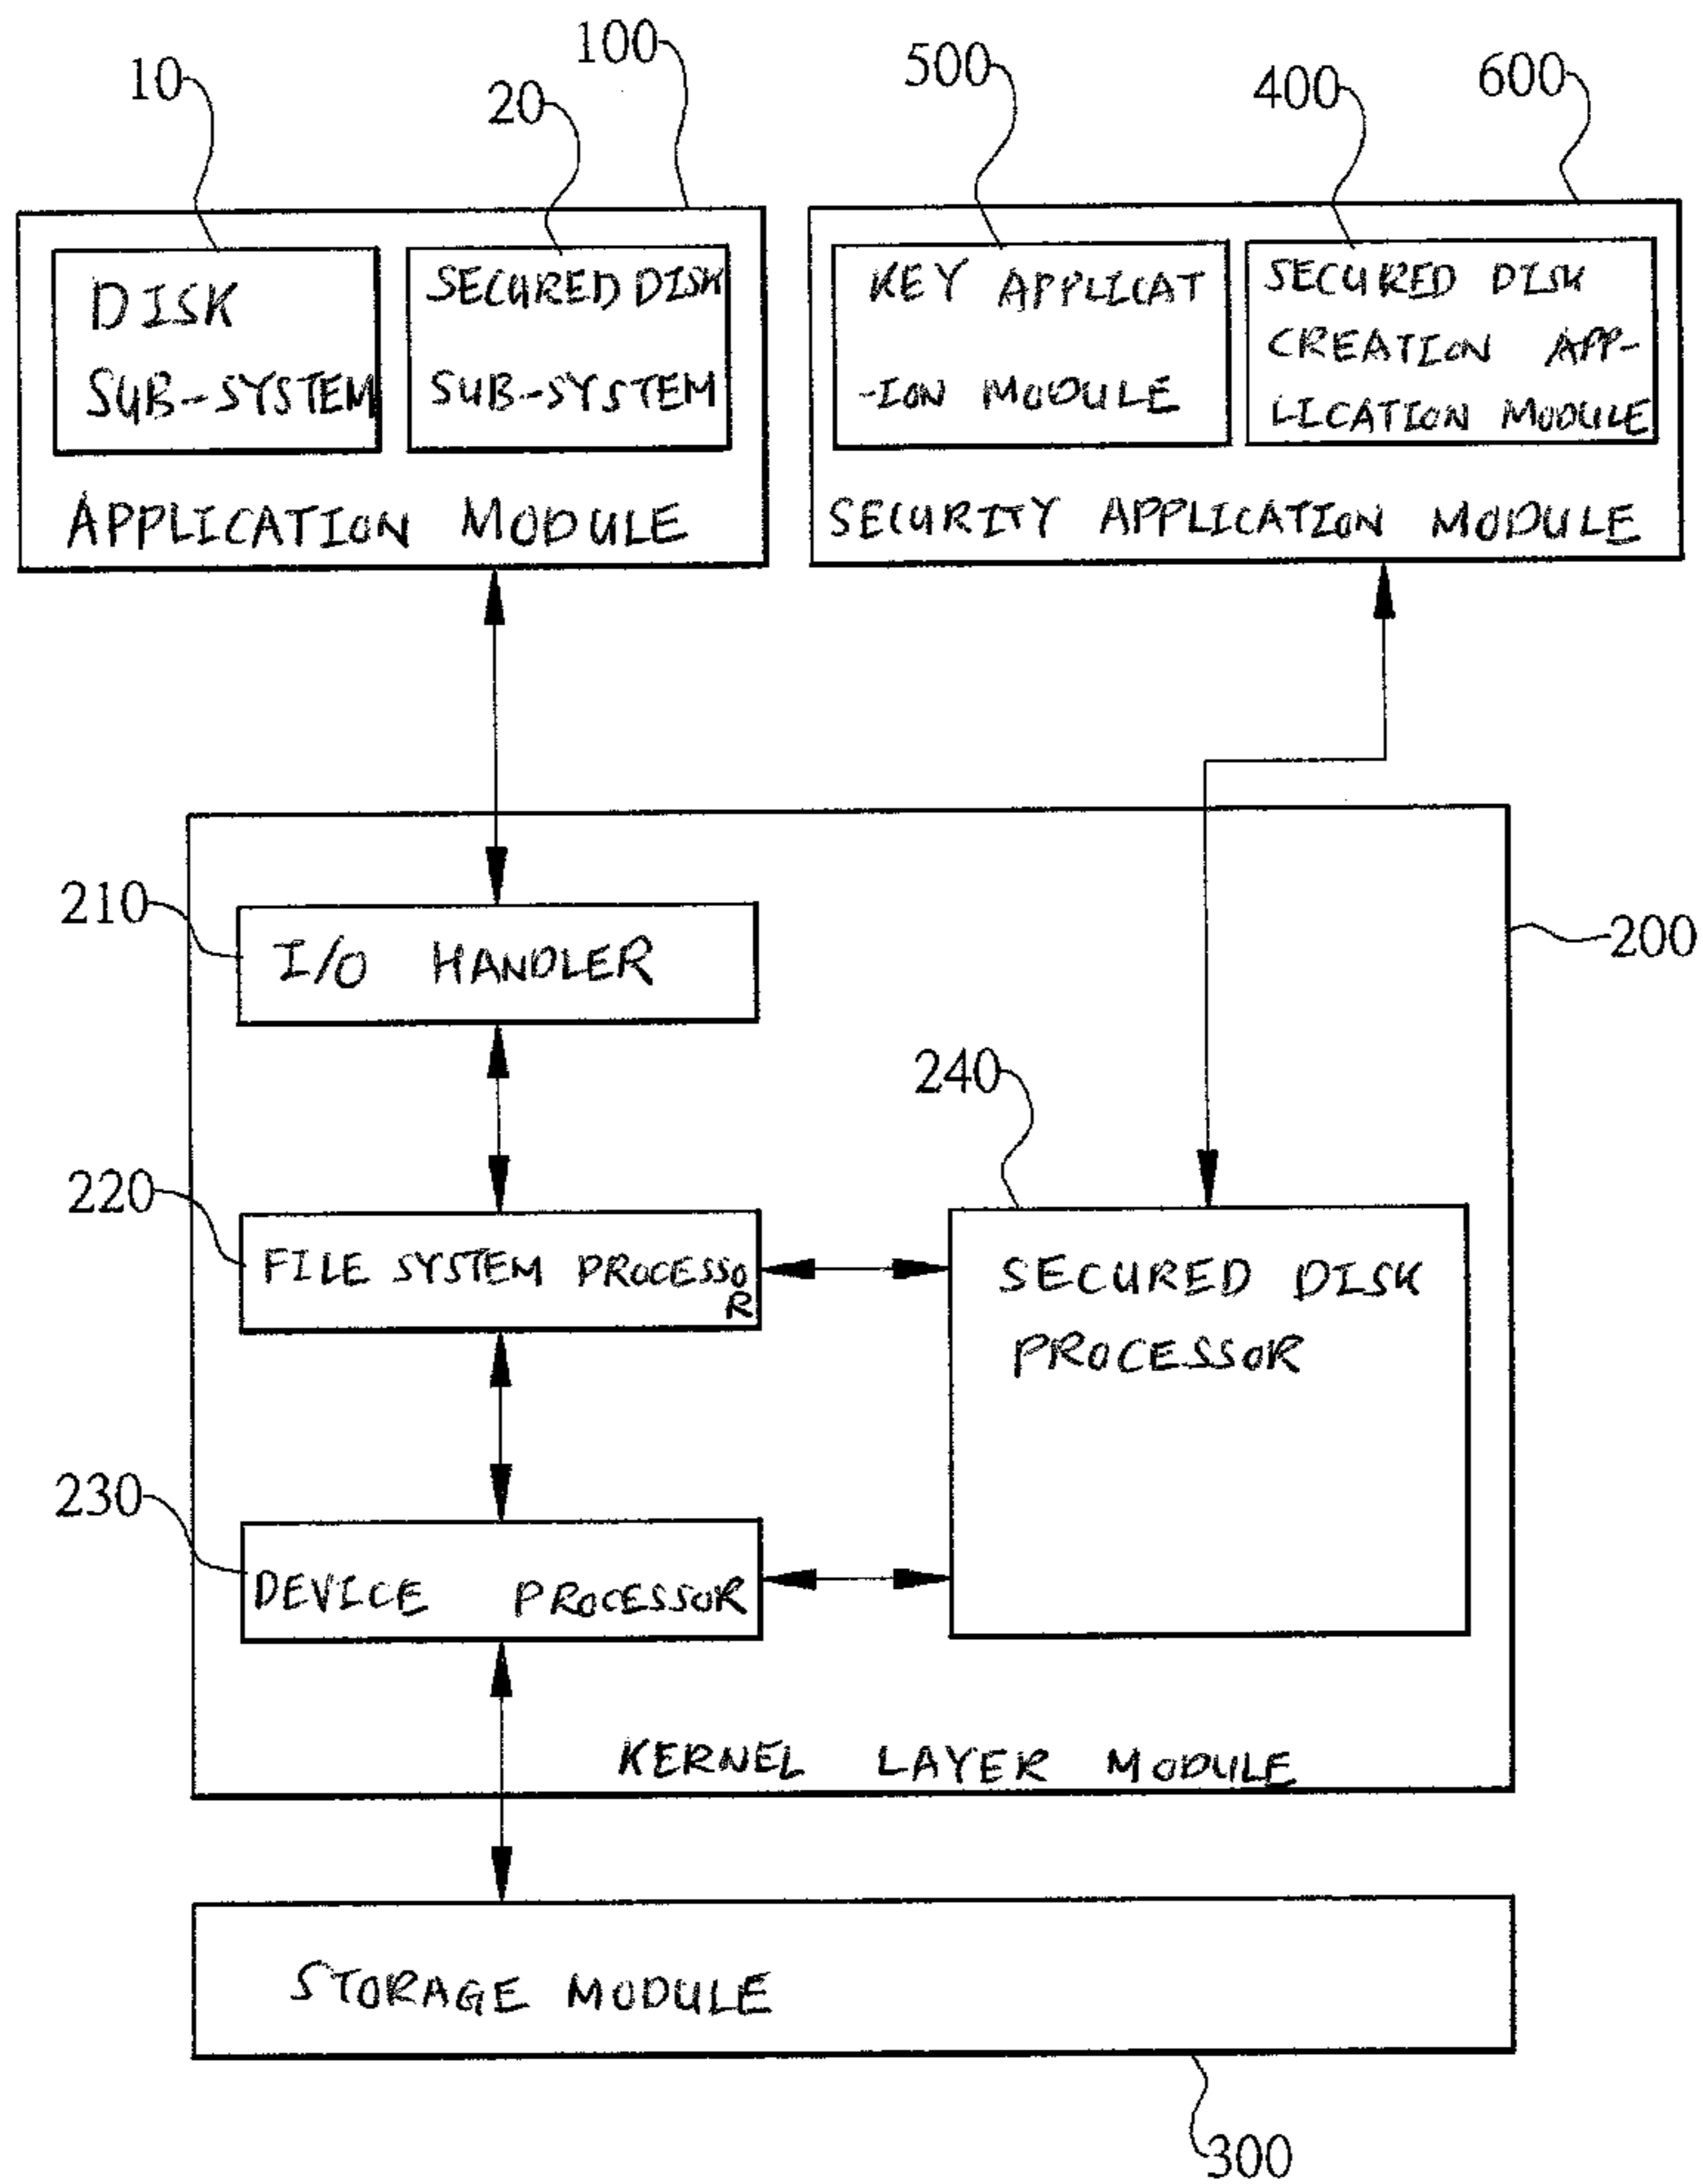 10
100
20
500
400
600
DISK
SUB-SYSTEM
SECURED DISK
SUB-SYSTEM
APPLICATION MODULE
KEY APPLICAT
-ION MODULE
SECURED DISK
CREATION APP-
LICATION MODULE
SECURITY APPLICATION MODULE
210
I/O HANDLER
200
240
220
FILE SYSTEM PROCESSO
R
SECURED DISK
PROCESSOR
230
DEVICE PROCESSOR
KERNEL LAYER MODULE
STORAGE MODULE
300